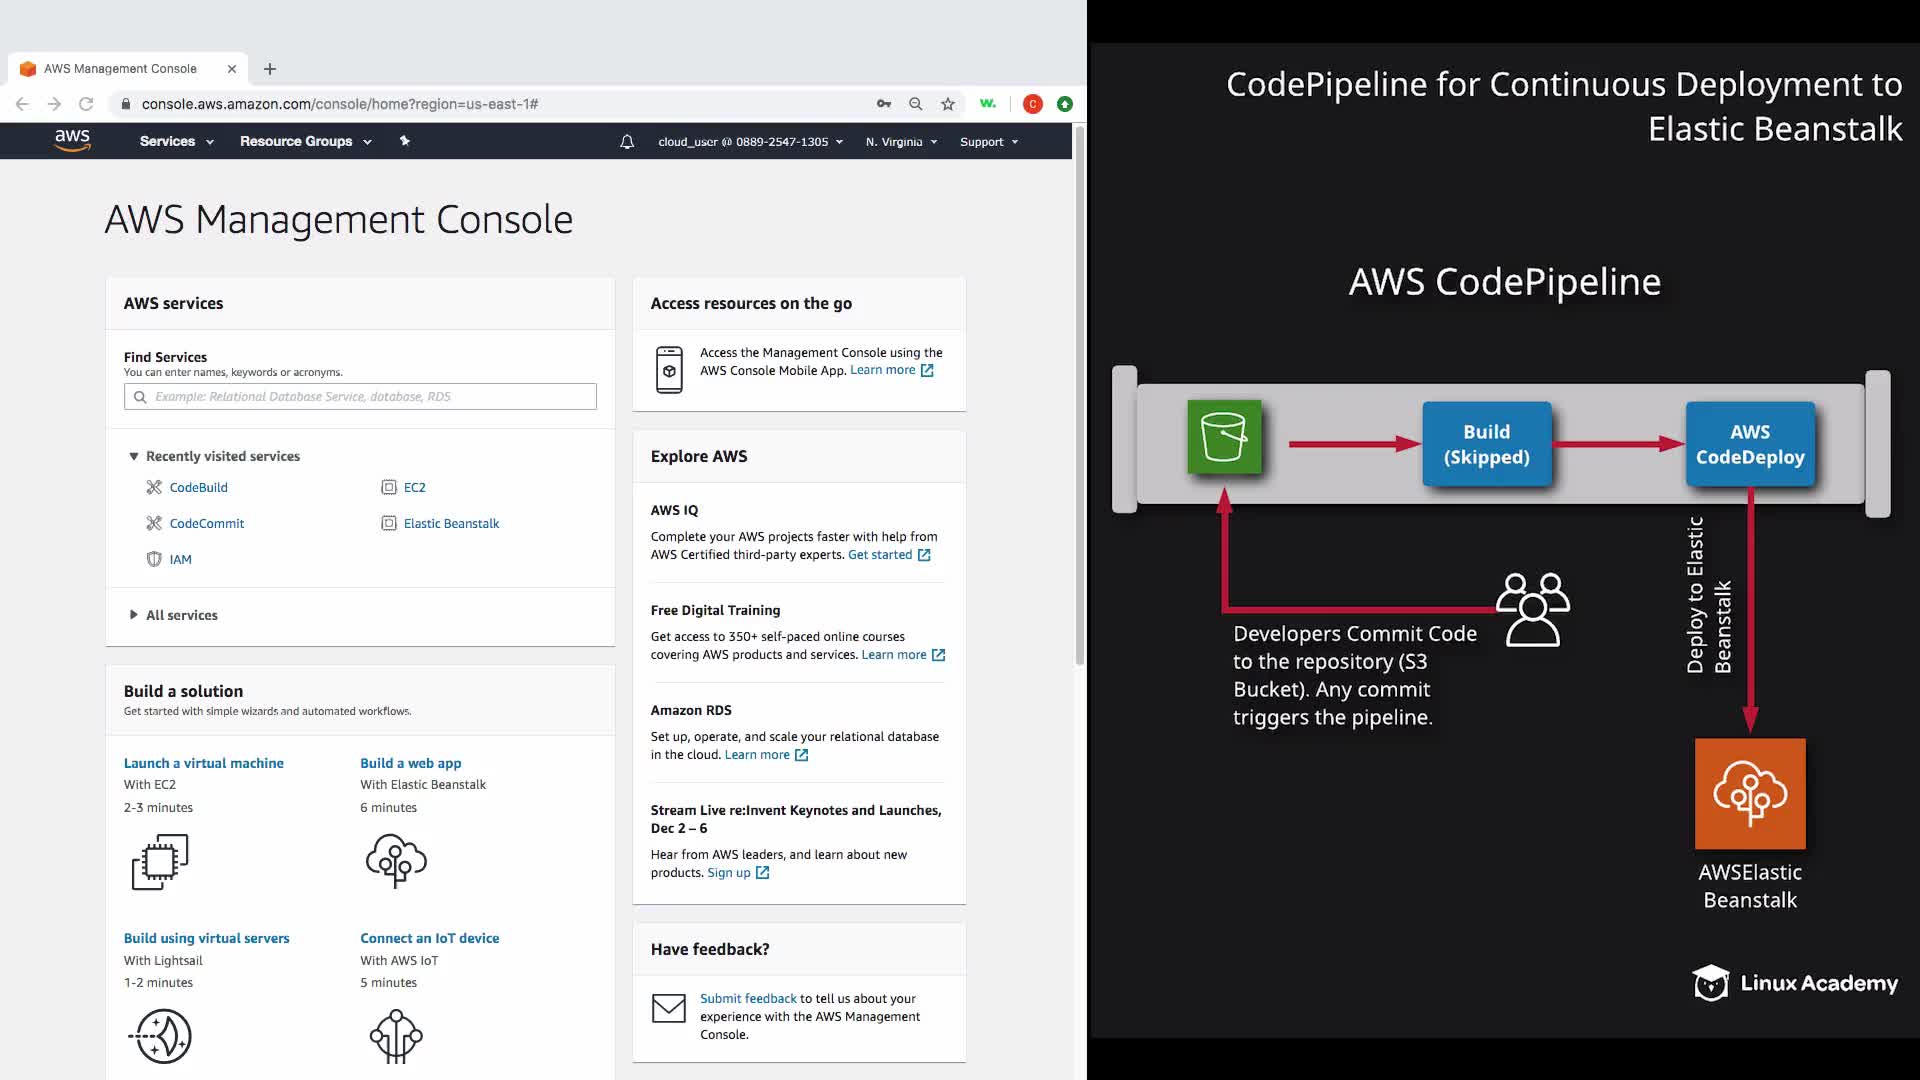 AWS Management Console
console.aws.amazon.com/console/home?region=us-east-1#
w.
C
aws
Services
Resource Groups
cloud_user @ 0889-2547-1305
N. Virginia
Support
AWS Management Console
AWS services
Find Services
You can enter names, keywords or acronyms.
Example: Relational Database Service, database, RDS
Recently visited services
CodeBuild
EC2
CodeCommit
Elastic Beanstalk
IAM
All services
Build a solution
Get started with simple wizards and automated workflows.
Launch a virtual machine
With EC2
2-3 minutes
Build a web app
With Elastic Beanstalk
6 minutes
Build using virtual servers
With Lightsail
1-2 minutes
Connect an IoT device
With AWS IoT
5 minutes
Access resources on the go
Access the Management Console using the
AWS Console Mobile App. Learn more
Explore AWS
AWS IQ
Complete your AWS projects faster with help from
AWS Certified third-party experts. Get started
Free Digital Training
Get access to 350+ self-paced online courses
covering AWS products and services. Learn more
Amazon RDS
Set up, operate, and scale your relational database
in the cloud. Learn more
Stream Live re:Invent Keynotes and Launches,
Dec 2 – 6
Hear from AWS leaders, and learn about new
products. Sign up
Have feedback?
Submit feedback to tell us about your
experience with the AWS Management
Console.
CodePipeline for Continuous Deployment to
Elastic Beanstalk
AWS CodePipeline
Build
(Skipped)
AWS
CodeDeploy
Developers Commit Code
to the repository (S3
Bucket). Any commit
triggers the pipeline.
Deploy to Elastic
Beanstalk
AWSElastic
Beanstalk
Linux Academy